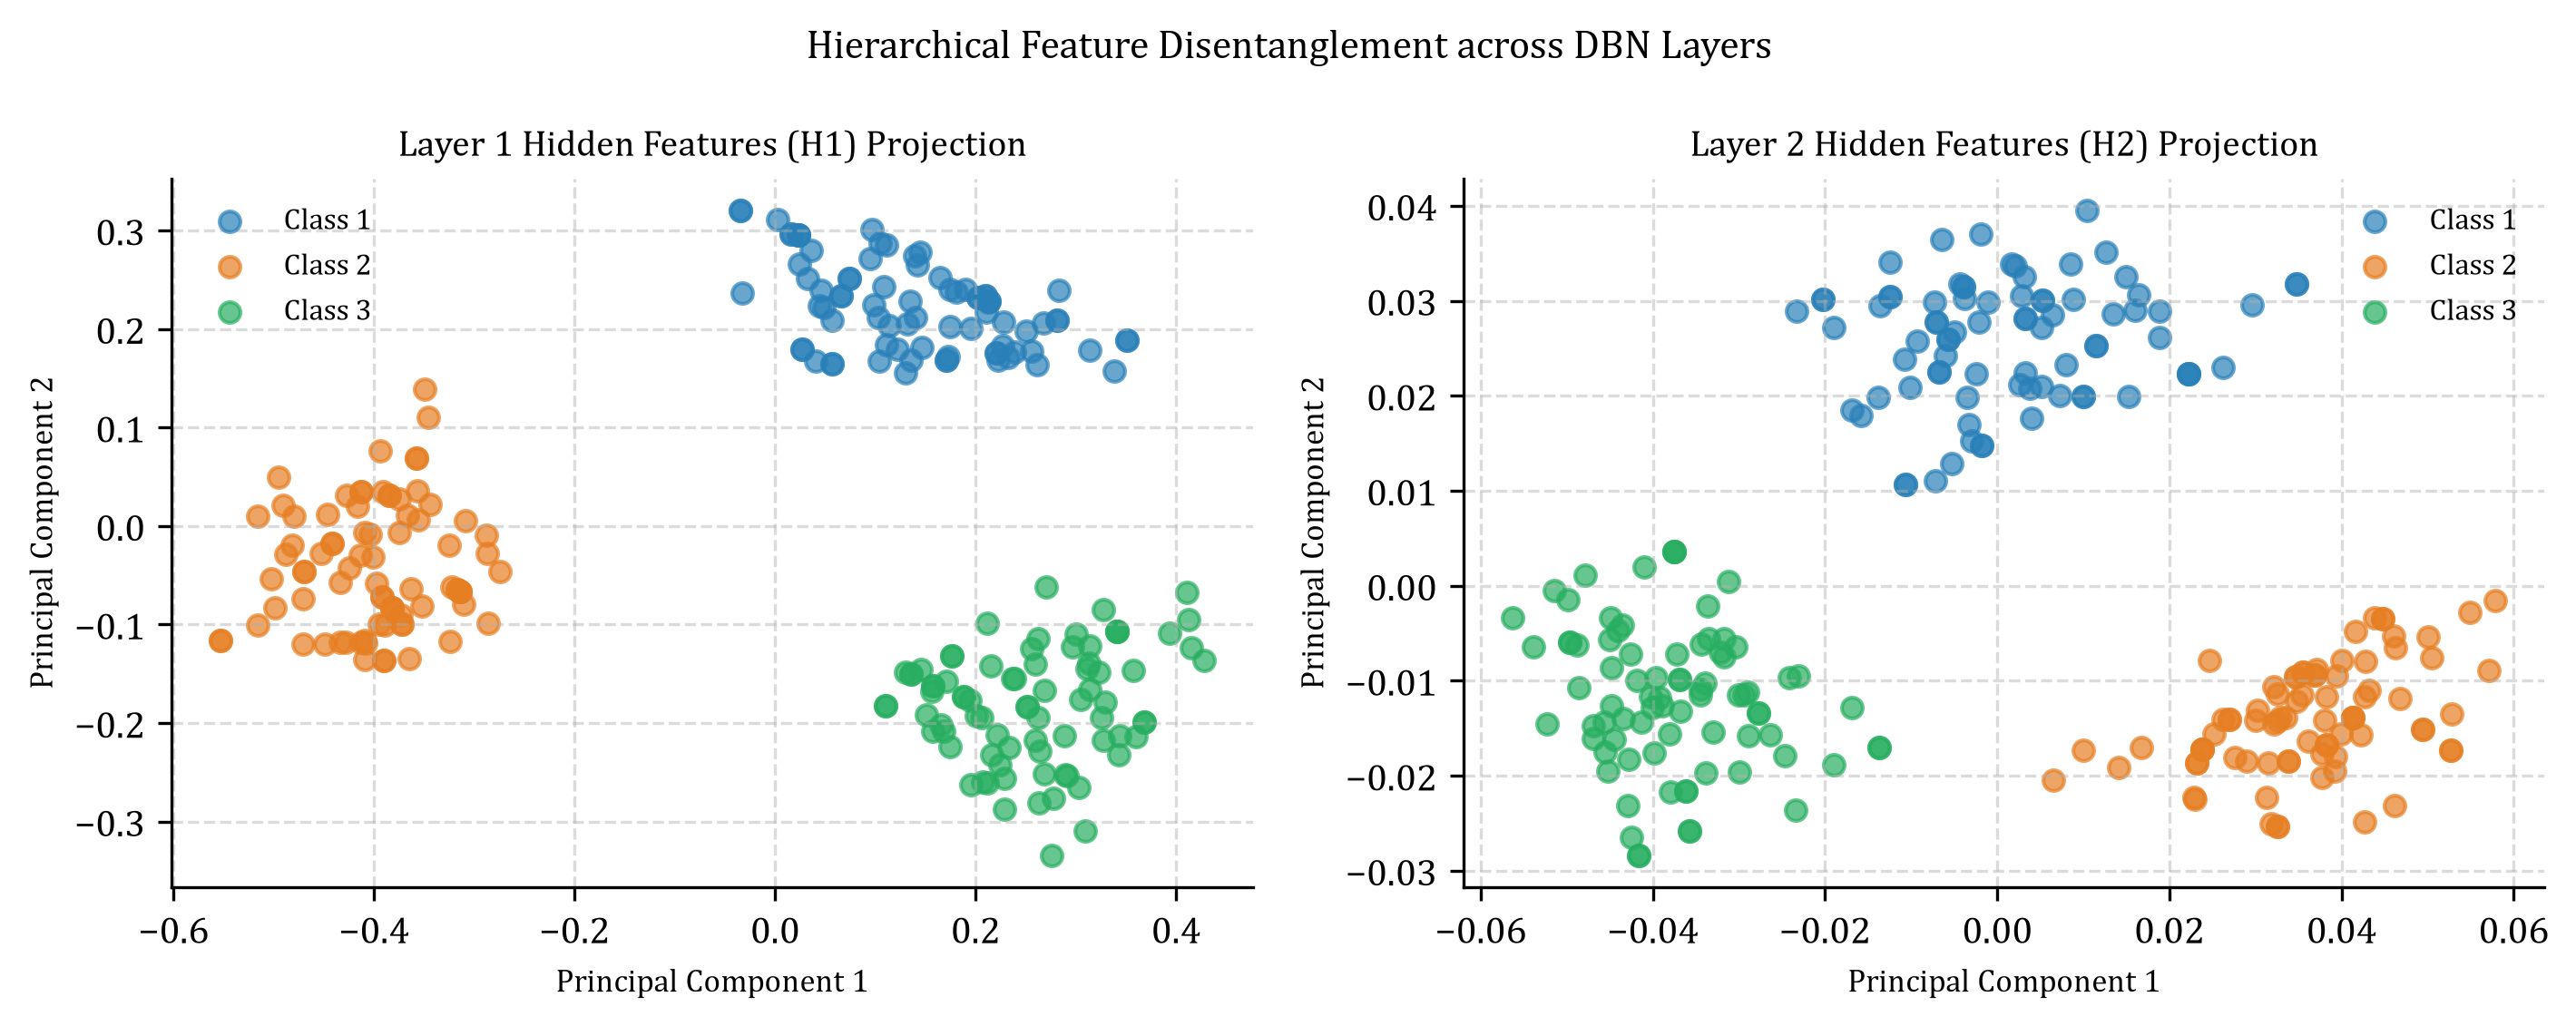 Hierarchical Feature Disentanglement across DBN Layers
Layer 1 Hidden Features (H1) Projection
Class 1
Class 2
Class 3
Principal Component 2
0.3
0.2
0.1
0.0
−0.1
−0.2
−0.3
−0.6 −0.4 −0.2 0.0 0.2 0.4
Principal Component 1
Layer 2 Hidden Features (H2) Projection
Class 1
Class 2
Class 3
Principal Component 2
0.04
0.03
0.02
0.01
0.00
−0.01
−0.02
−0.03
−0.06 −0.04 −0.02 0.00 0.02 0.04 0.06
Principal Component 1